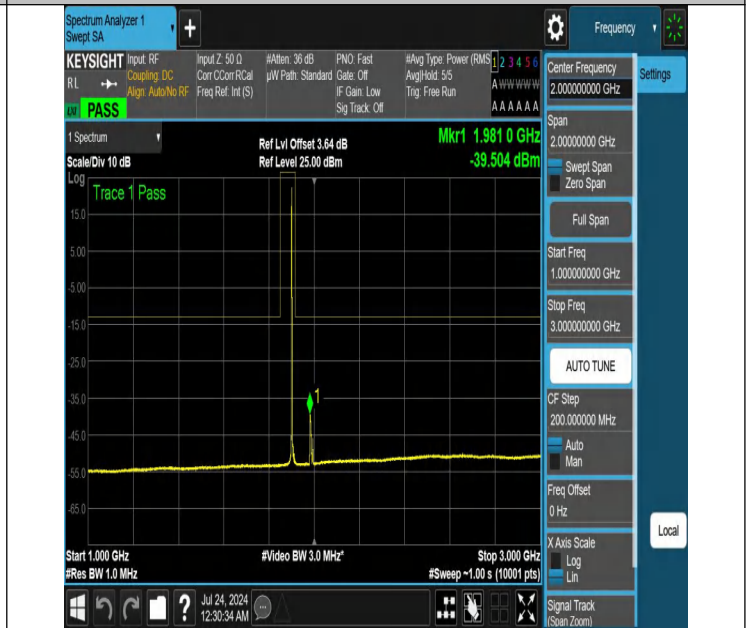 Spectrum Analyzer 1
Swept SA
+
Frequency
KEYSIGHT
RL
LXI
PASS
Input: RF
Coupling: DC
Align: Auto/No RF
Input Z: 50 Ω
Corr CCorr RCal
Freq Ref: Int (S)
#Atten: 36 dB
µW Path: Standard
PNO: Fast
Gate: Off
IF Gain: Low
Sig Track: Off
#Avg Type: Power (RMS
Avg|Hold: 5/5
Trig: Free Run
1 2 3 4 5 6
A W W W W W
A A A A A A
1 Spectrum
Scale/Div 10 dB
Ref Lvl Offset 3.64 dB
Ref Level 25.00 dBm
Mkr1 1.981 0 GHz
-39.504 dBm
Log
Trace 1 Pass
15.0
5.00
-5.00
-15.0
-25.0
-35.0
-45.0
-55.0
-65.0
1
Start 1.000 GHz
#Res BW 1.0 MHz
#Video BW 3.0 MHz*
Stop 3.000 GHz
#Sweep ~1.00 s (10001 pts)
Center Frequency
2.000000000 GHz
Settings
Span
2.00000000 GHz
Swept Span
Zero Span
Full Span
Start Freq
1.000000000 GHz
Stop Freq
3.000000000 GHz
AUTO TUNE
CF Step
200.000000 MHz
Auto
Man
Freq Offset
0 Hz
X Axis Scale
Log
Lin
Signal Track
(Span Zoom)
Local
?
Jul 24, 2024
12:30:34 AM